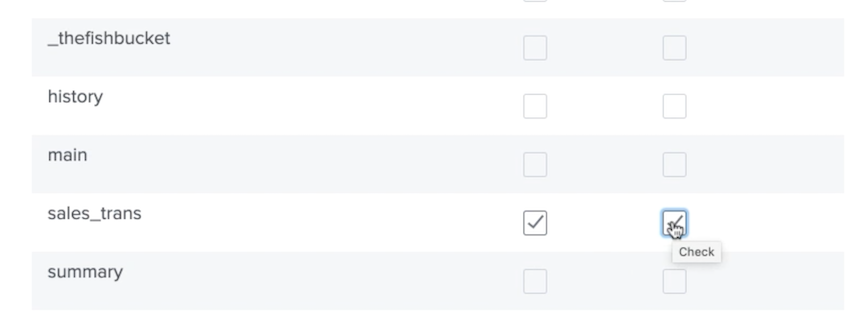 _thefishbucket
history
main
sales_trans
Check
summary